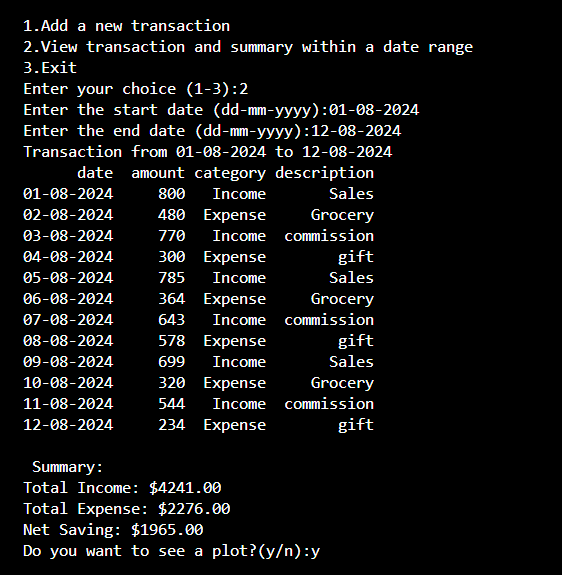 1.Add a new transaction
2.View transaction and summary within a date range
3.Exit
Enter your choice (1-3):2
Enter the start date (dd-mm-yyyy):01-08-2024
Enter the end date (dd-mm-yyyy):12-08-2024
Transaction from 01-08-2024 to 12-08-2024
      date  amount category description
01-08-2024     800   Income       Sales
02-08-2024     480  Expense     Grocery
03-08-2024     770   Income  commission
04-08-2024     300  Expense        gift
05-08-2024     785   Income       Sales
06-08-2024     364  Expense     Grocery
07-08-2024     643   Income  commission
08-08-2024     578  Expense        gift
09-08-2024     699   Income       Sales
10-08-2024     320  Expense     Grocery
11-08-2024     544   Income  commission
12-08-2024     234  Expense        gift
 Summary:
Total Income: $4241.00
Total Expense: $2276.00
Net Saving: $1965.00
Do you want to see a plot?(y/n):y